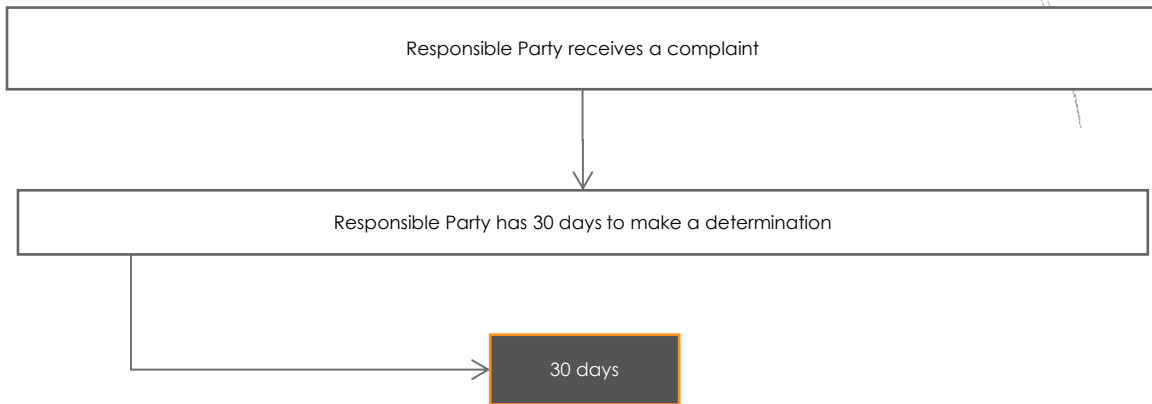 Responsible Party receives a complaint
Responsible Party has 30 days to make a determination
30 days